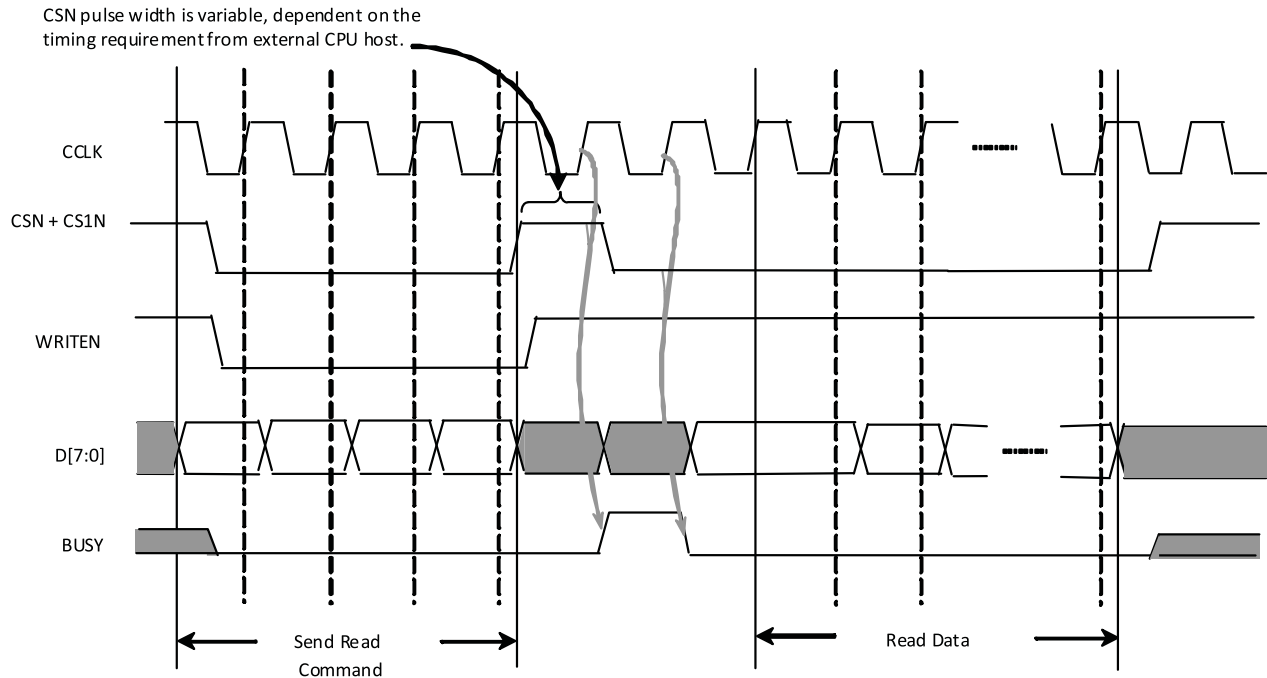 CSN pulse width is variable, dependent on the
timing requirement from external CPU host.
CCLK
CSN + CS1N
WRITEN
D[7:0]
BUSY
Send Read
Command
Read Data